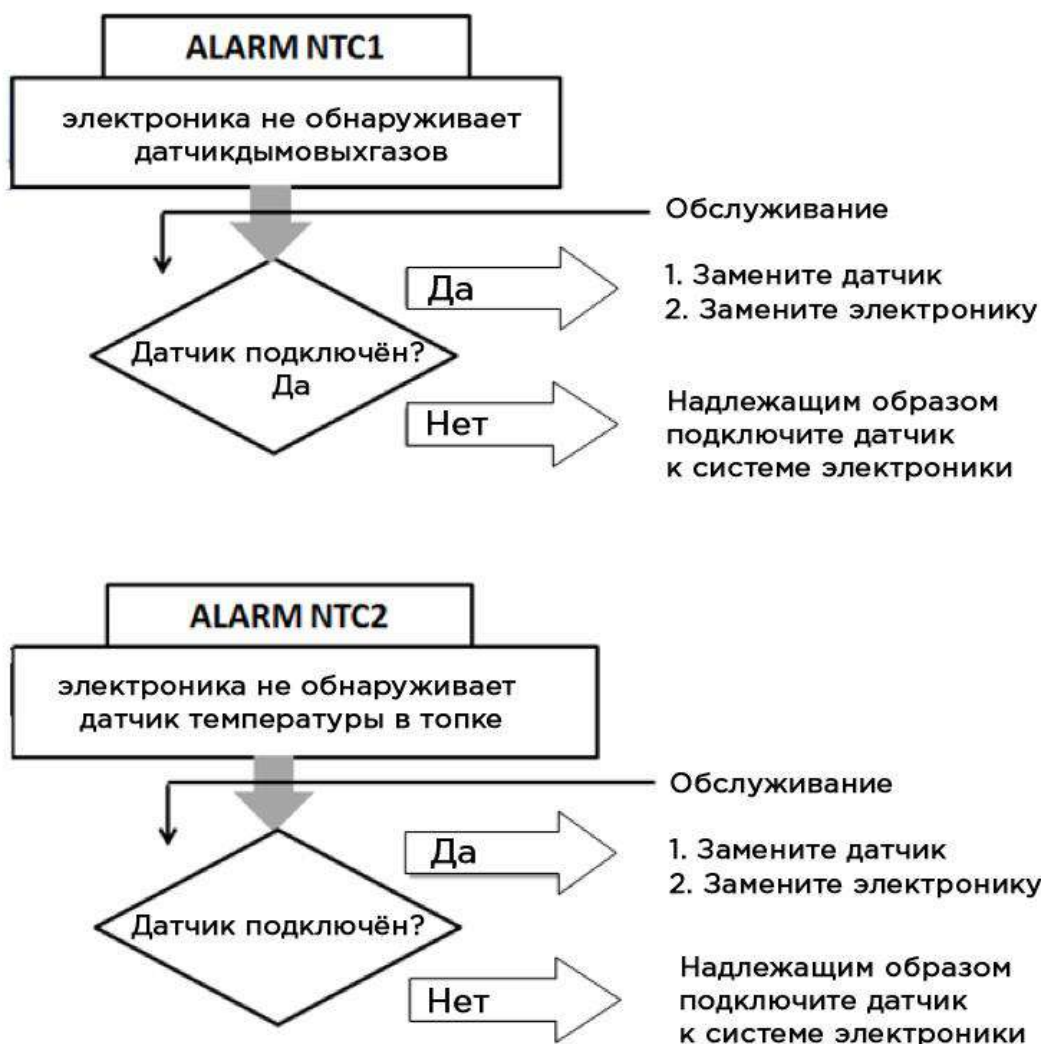 ALARM NTC1
электроника не обнаруживает
датчикдымовыхгазов
Обслуживание
Да
1. Замените датчик
2. Замените электронику
Датчик подключён?
Да
Нет
Надлежащим образом
подключите датчик
к системе электроники
ALARM NTC2
электроника не обнаруживает
датчик температуры в топке
Обслуживание
Да
1. Замените датчик
2. Замените электронику
Датчик подключён?
Нет
Надлежащим образом
подключите датчик
к системе электроники